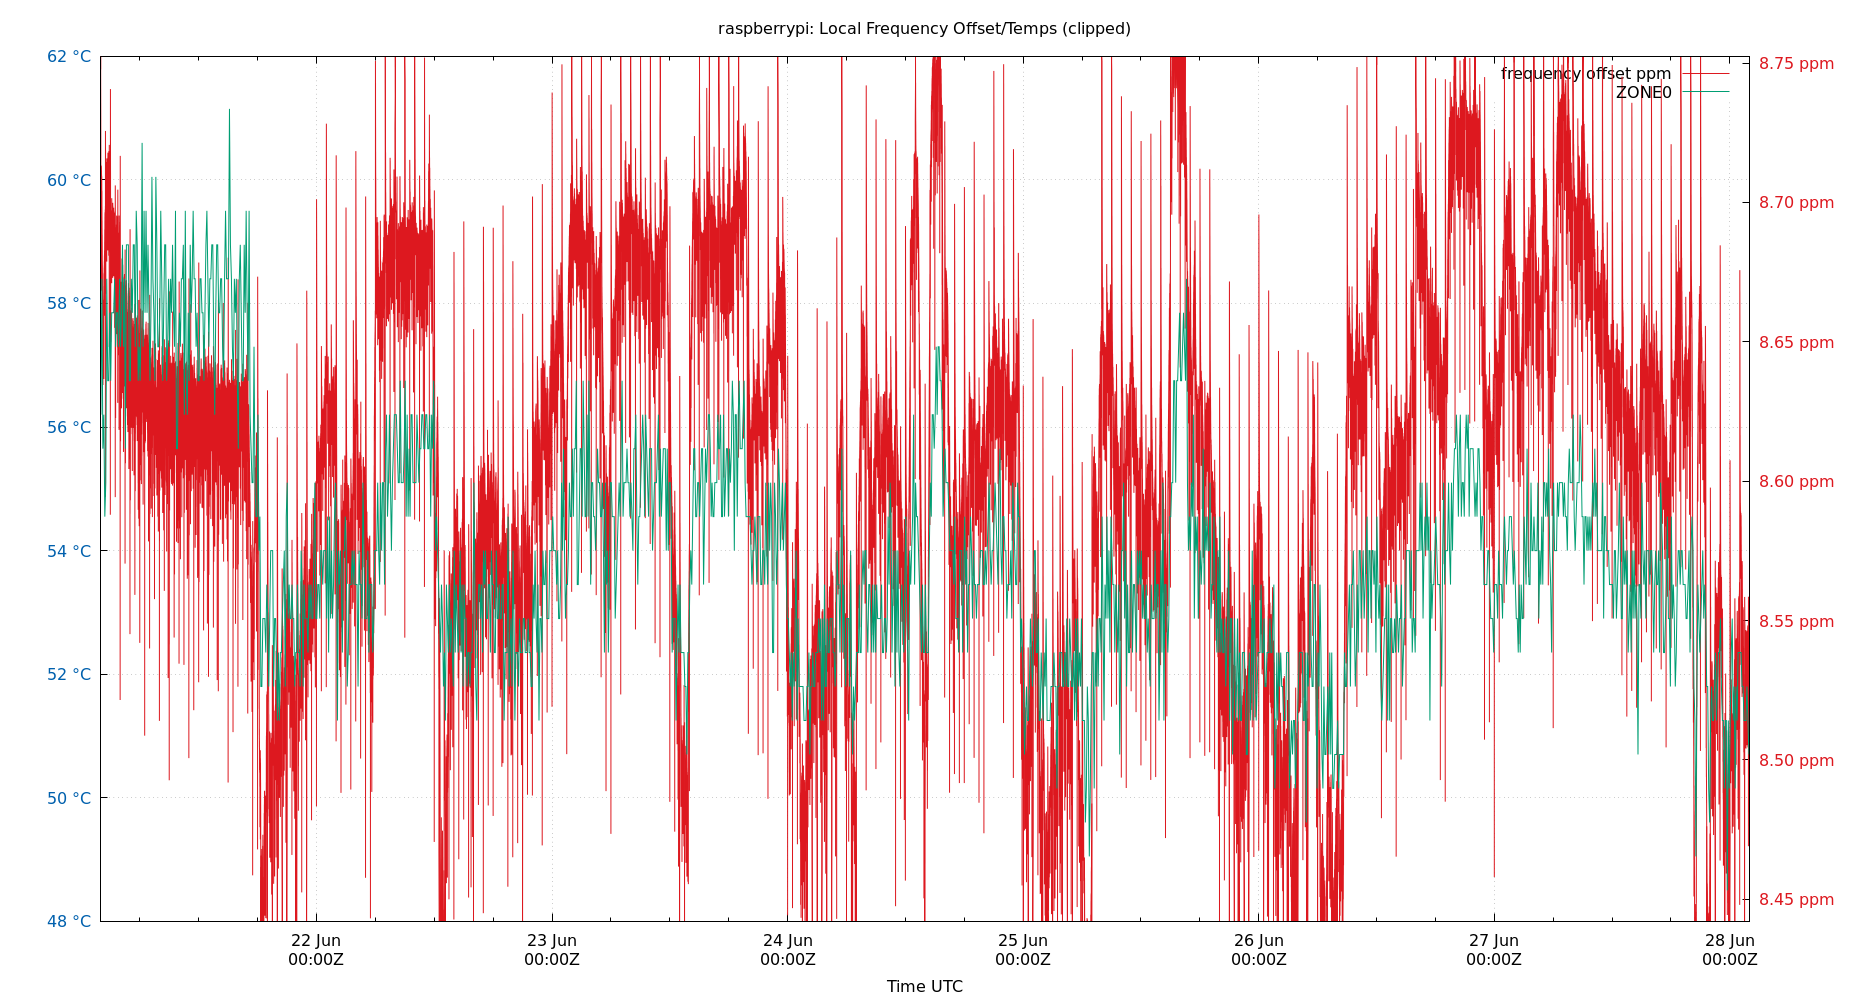 raspberrypi: Local Frequency Offset/Temps (clipped)
62 °C
60 °C
58 °C
56 °C
54 °C
52 °C
50 °C
48 °C
8.75 ppm
8.70 ppm
8.65 ppm
8.60 ppm
8.55 ppm
8.50 ppm
8.45 ppm
frequency offset ppm
ZONE0
22 Jun
00:00Z
23 Jun
00:00Z
24 Jun
00:00Z
25 Jun
00:00Z
26 Jun
00:00Z
27 Jun
00:00Z
28 Jun
00:00Z
Time UTC